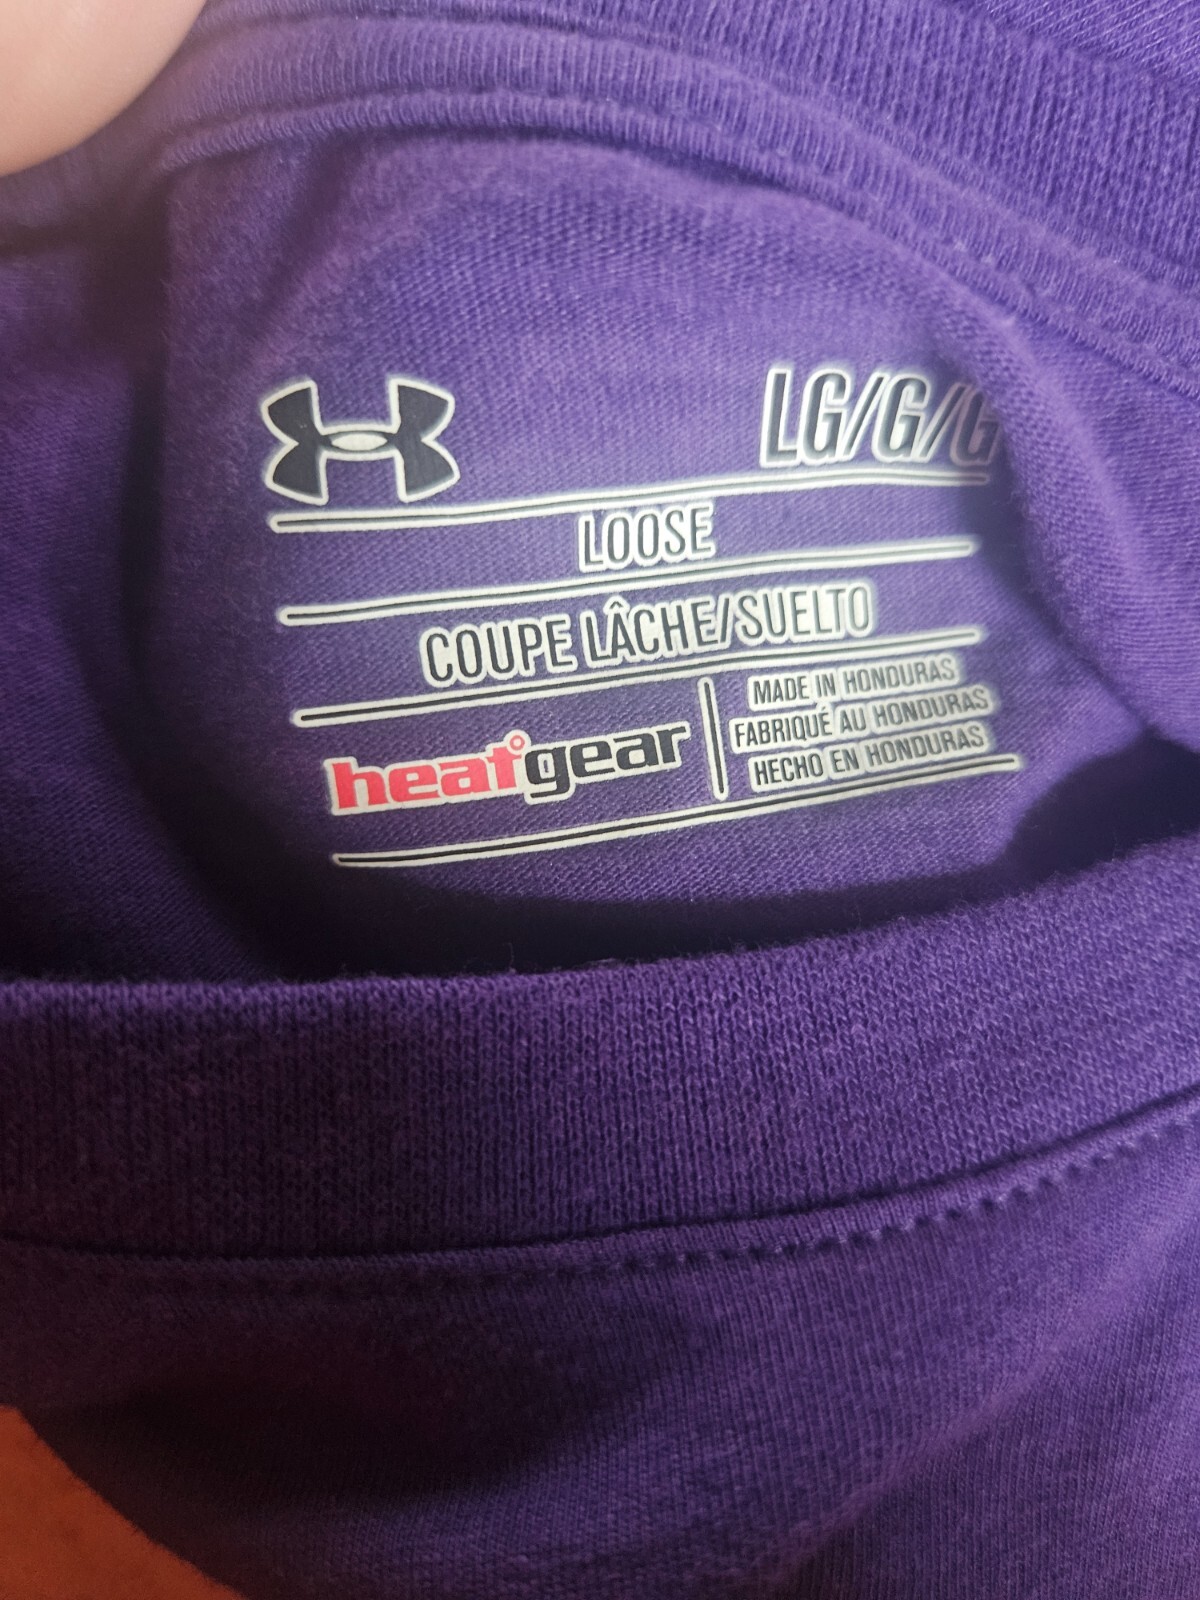 LG/G/G
LOOSE
COUPE LÂCHE/SUELTO
heatgear
MADE IN HONDURAS
FABRIQUÉ AU HONDURAS
HECHO EN HONDURAS